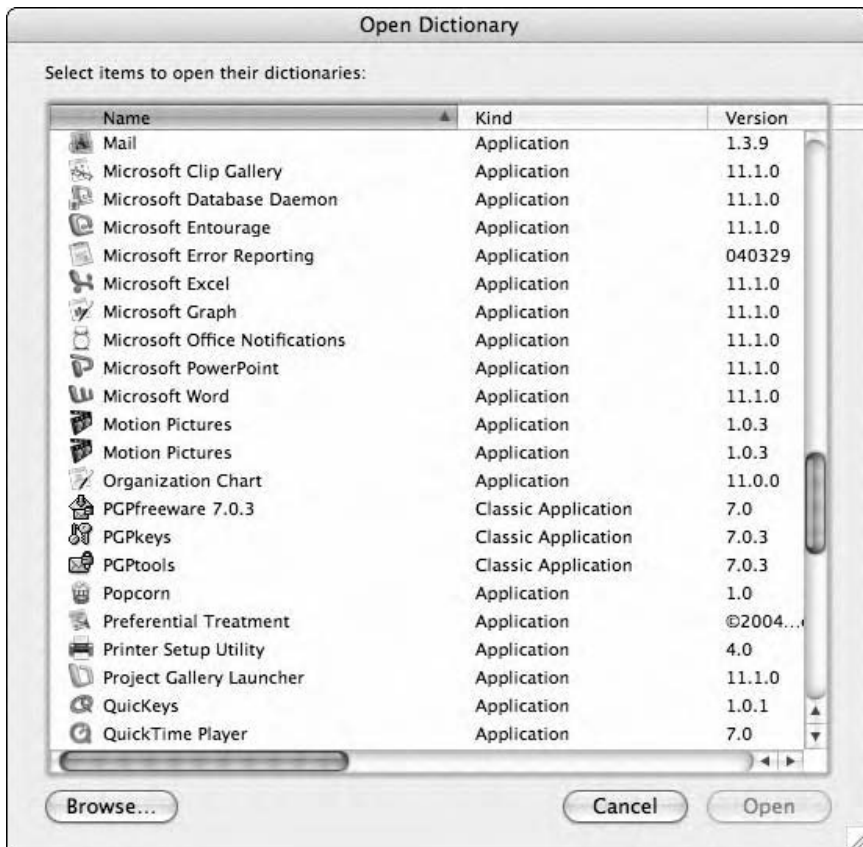 Open Dictionary
Select items to open their dictionaries:
Name Kind Version
Mail Application 1.3.9
Microsoft Clip Gallery Application 11.1.0
Microsoft Database Daemon Application 11.1.0
Microsoft Entourage Application 11.1.0
Microsoft Error Reporting Application 040329
Microsoft Excel Application 11.1.0
Microsoft Graph Application 11.1.0
Microsoft Office Notifications Application 11.1.0
Microsoft PowerPoint Application 11.1.0
Microsoft Word Application 11.1.0
Motion Pictures Application 1.0.3
Motion Pictures Application 1.0.3
Organization Chart Application 11.0.0
PGPfreeware 7.0.3 Classic Application 7.0
PGPkeys Classic Application 7.0.3
PGPtools Classic Application 7.0.3
Popcorn Application 1.0
Preferential Treatment Application ©2004...
Printer Setup Utility Application 4.0
Project Gallery Launcher Application 11.1.0
QuicKeys Application 1.0.1
QuickTime Player Application 7.0
Browse... Cancel Open